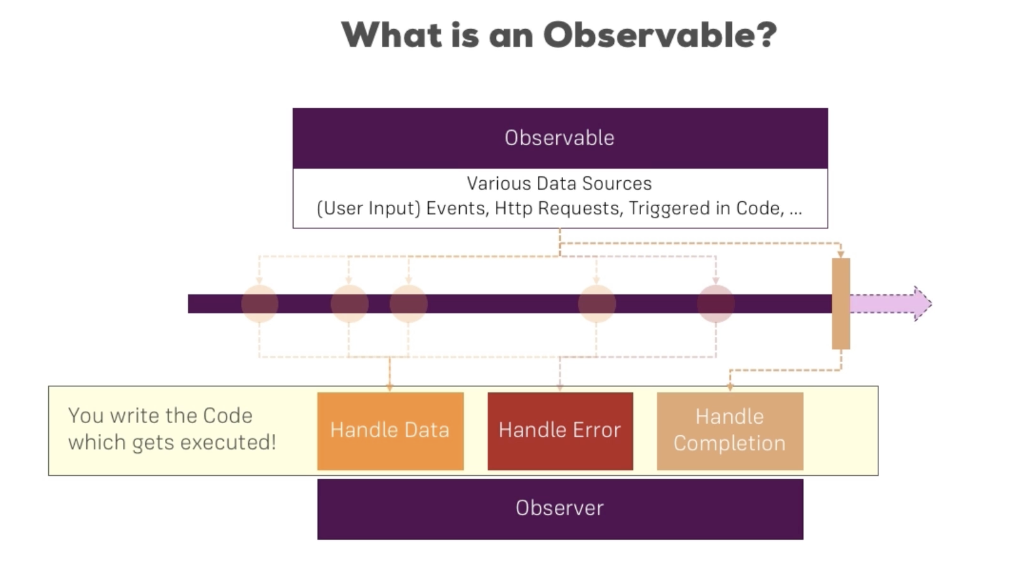 What is an Observable?
Observable
Various Data Sources
(User Input) Events, Http Requests, Triggered in Code, ...
You write the Code
which gets executed!
Handle Data
Handle Error
Handle
Completion
Observer